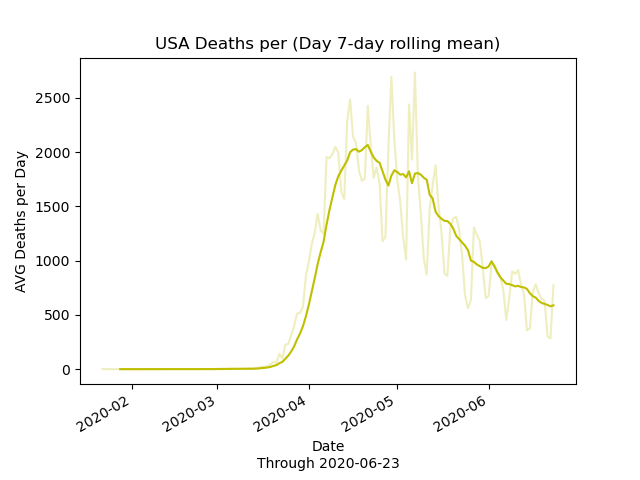 USA Deaths per (Day 7-day rolling mean)
AVG Deaths per Day
2500
2000
1500
1000
500
0
2020-02
2020-03
2020-04
2020-05
2020-06
Date
Through 2020-06-23